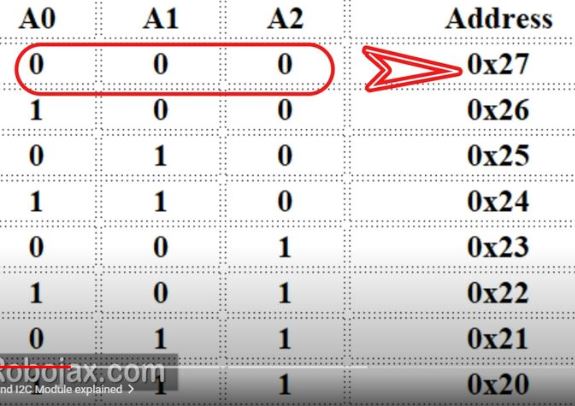 A0 A1 A2 Address
0 0 0 0x27
1 0 0 0x26
0 1 0 0x25
1 1 0 0x24
0 0 1 0x23
1 0 1 0x22
0 1 1 0x21
1 1 1 0x20
Robojax.com
nd I2C Module explained >